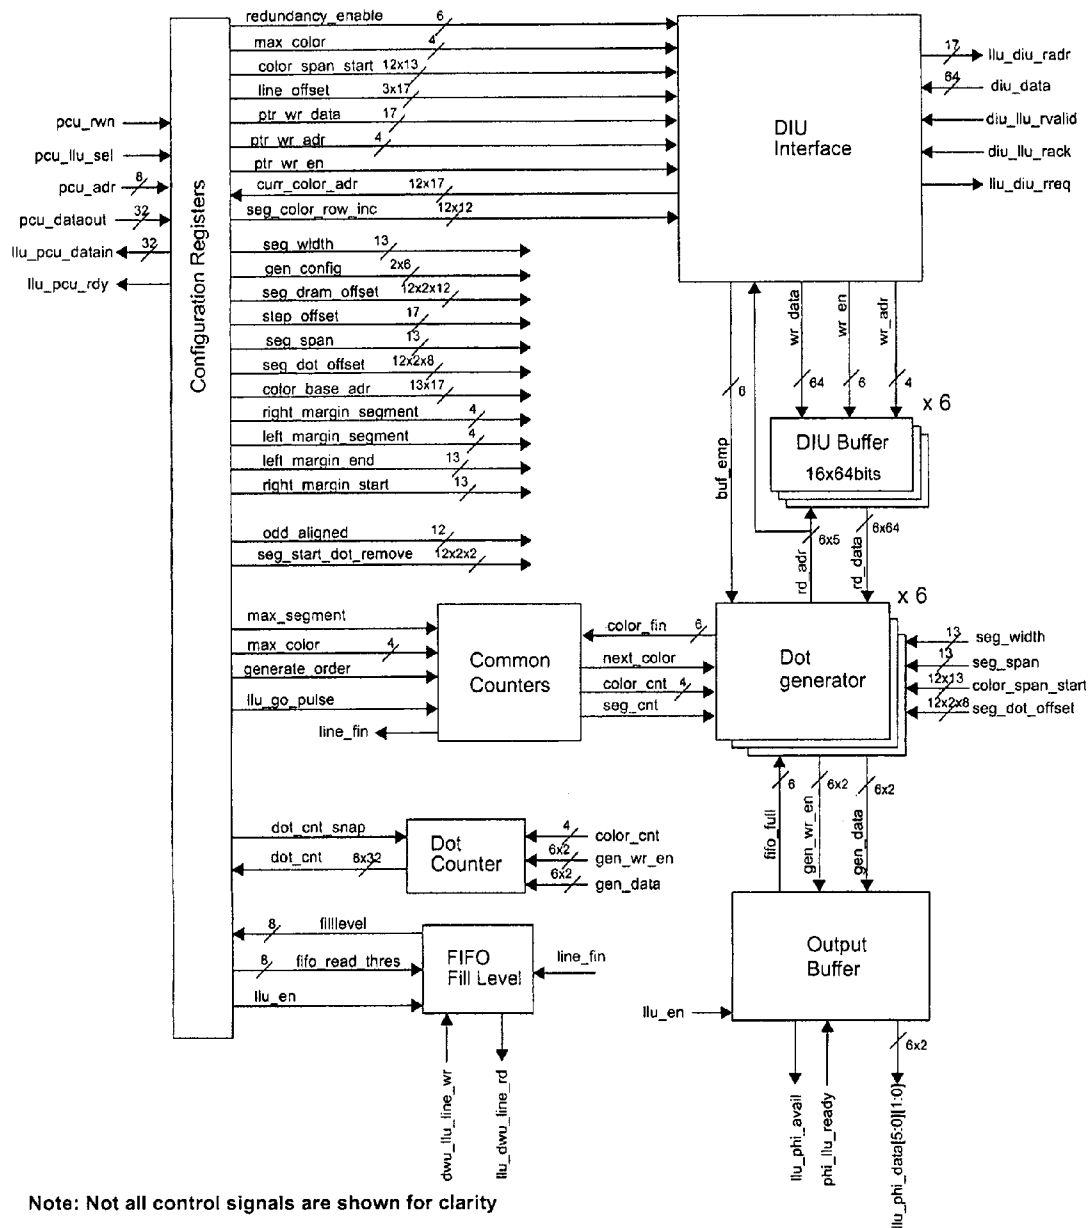 redundancy_enable
6
max_color
4
color_span_start
12x13
line_offset
3x17
ptr_wr_data
17
ptr_wr_adr
4
ptr_wr_en
curr_color_adr
12x17
seg_color_row_inc
12x12
DIU
Interface
17
llu_diu_radr
64
diu_data
diu_llu_rvalid
diu_llu_rack
llu_diu_rreq
pcu_rwn
pcu_llu_sel
pcu_adr
8
pcu_dataout
32
llu_pcu_datain
32
llu_pcu_rdy
Configuration Registers
seg_width
13
gen_config
2x6
seg_dram_offset
12x2x12
step_offset
17
seg_span
13
seg_dot_offset
12x2x8
color_base_adr
13x17
right_margin_segment
4
left_margin_segment
4
left_margin_end
13
right_margin_start
13
odd_aligned
12
seg_start_dot_remove
12x2x2
buf_emp
6
wr_data
64
wr_en
6
wr_adr
4
x 6
DIU Buffer
16x64bits
rd_adr
6x5
rd_data
6x64
x 6
max_segment
max_color
4
generate_order
llu_go_pulse
line_fin
Common
Counters
color_fin
6
next_color
color_cnt
4
seg_cnt
Dot
generator
13
seg_width
13
seg_span
12x13
color_span_start
12x2x8
seg_dot_offset
fifo_full
6
gen_wr_en
6x2
gen_data
6x2
dot_cnt_snap
dot_cnt
6x32
Dot
Counter
4
color_cnt
6x2
gen_wr_en
6x2
gen_data
8
filllevel
8
fifo_read_thres
llu_en
FIFO
Fill Level
line_fin
dwu_llu_line_wr
llu_dwu_line_rd
Output
Buffer
llu_en
llu_phi_avail
phi_llu_ready
6x2
llu_phi_data[5:0][1:0]
Note: Not all control signals are shown for clarity